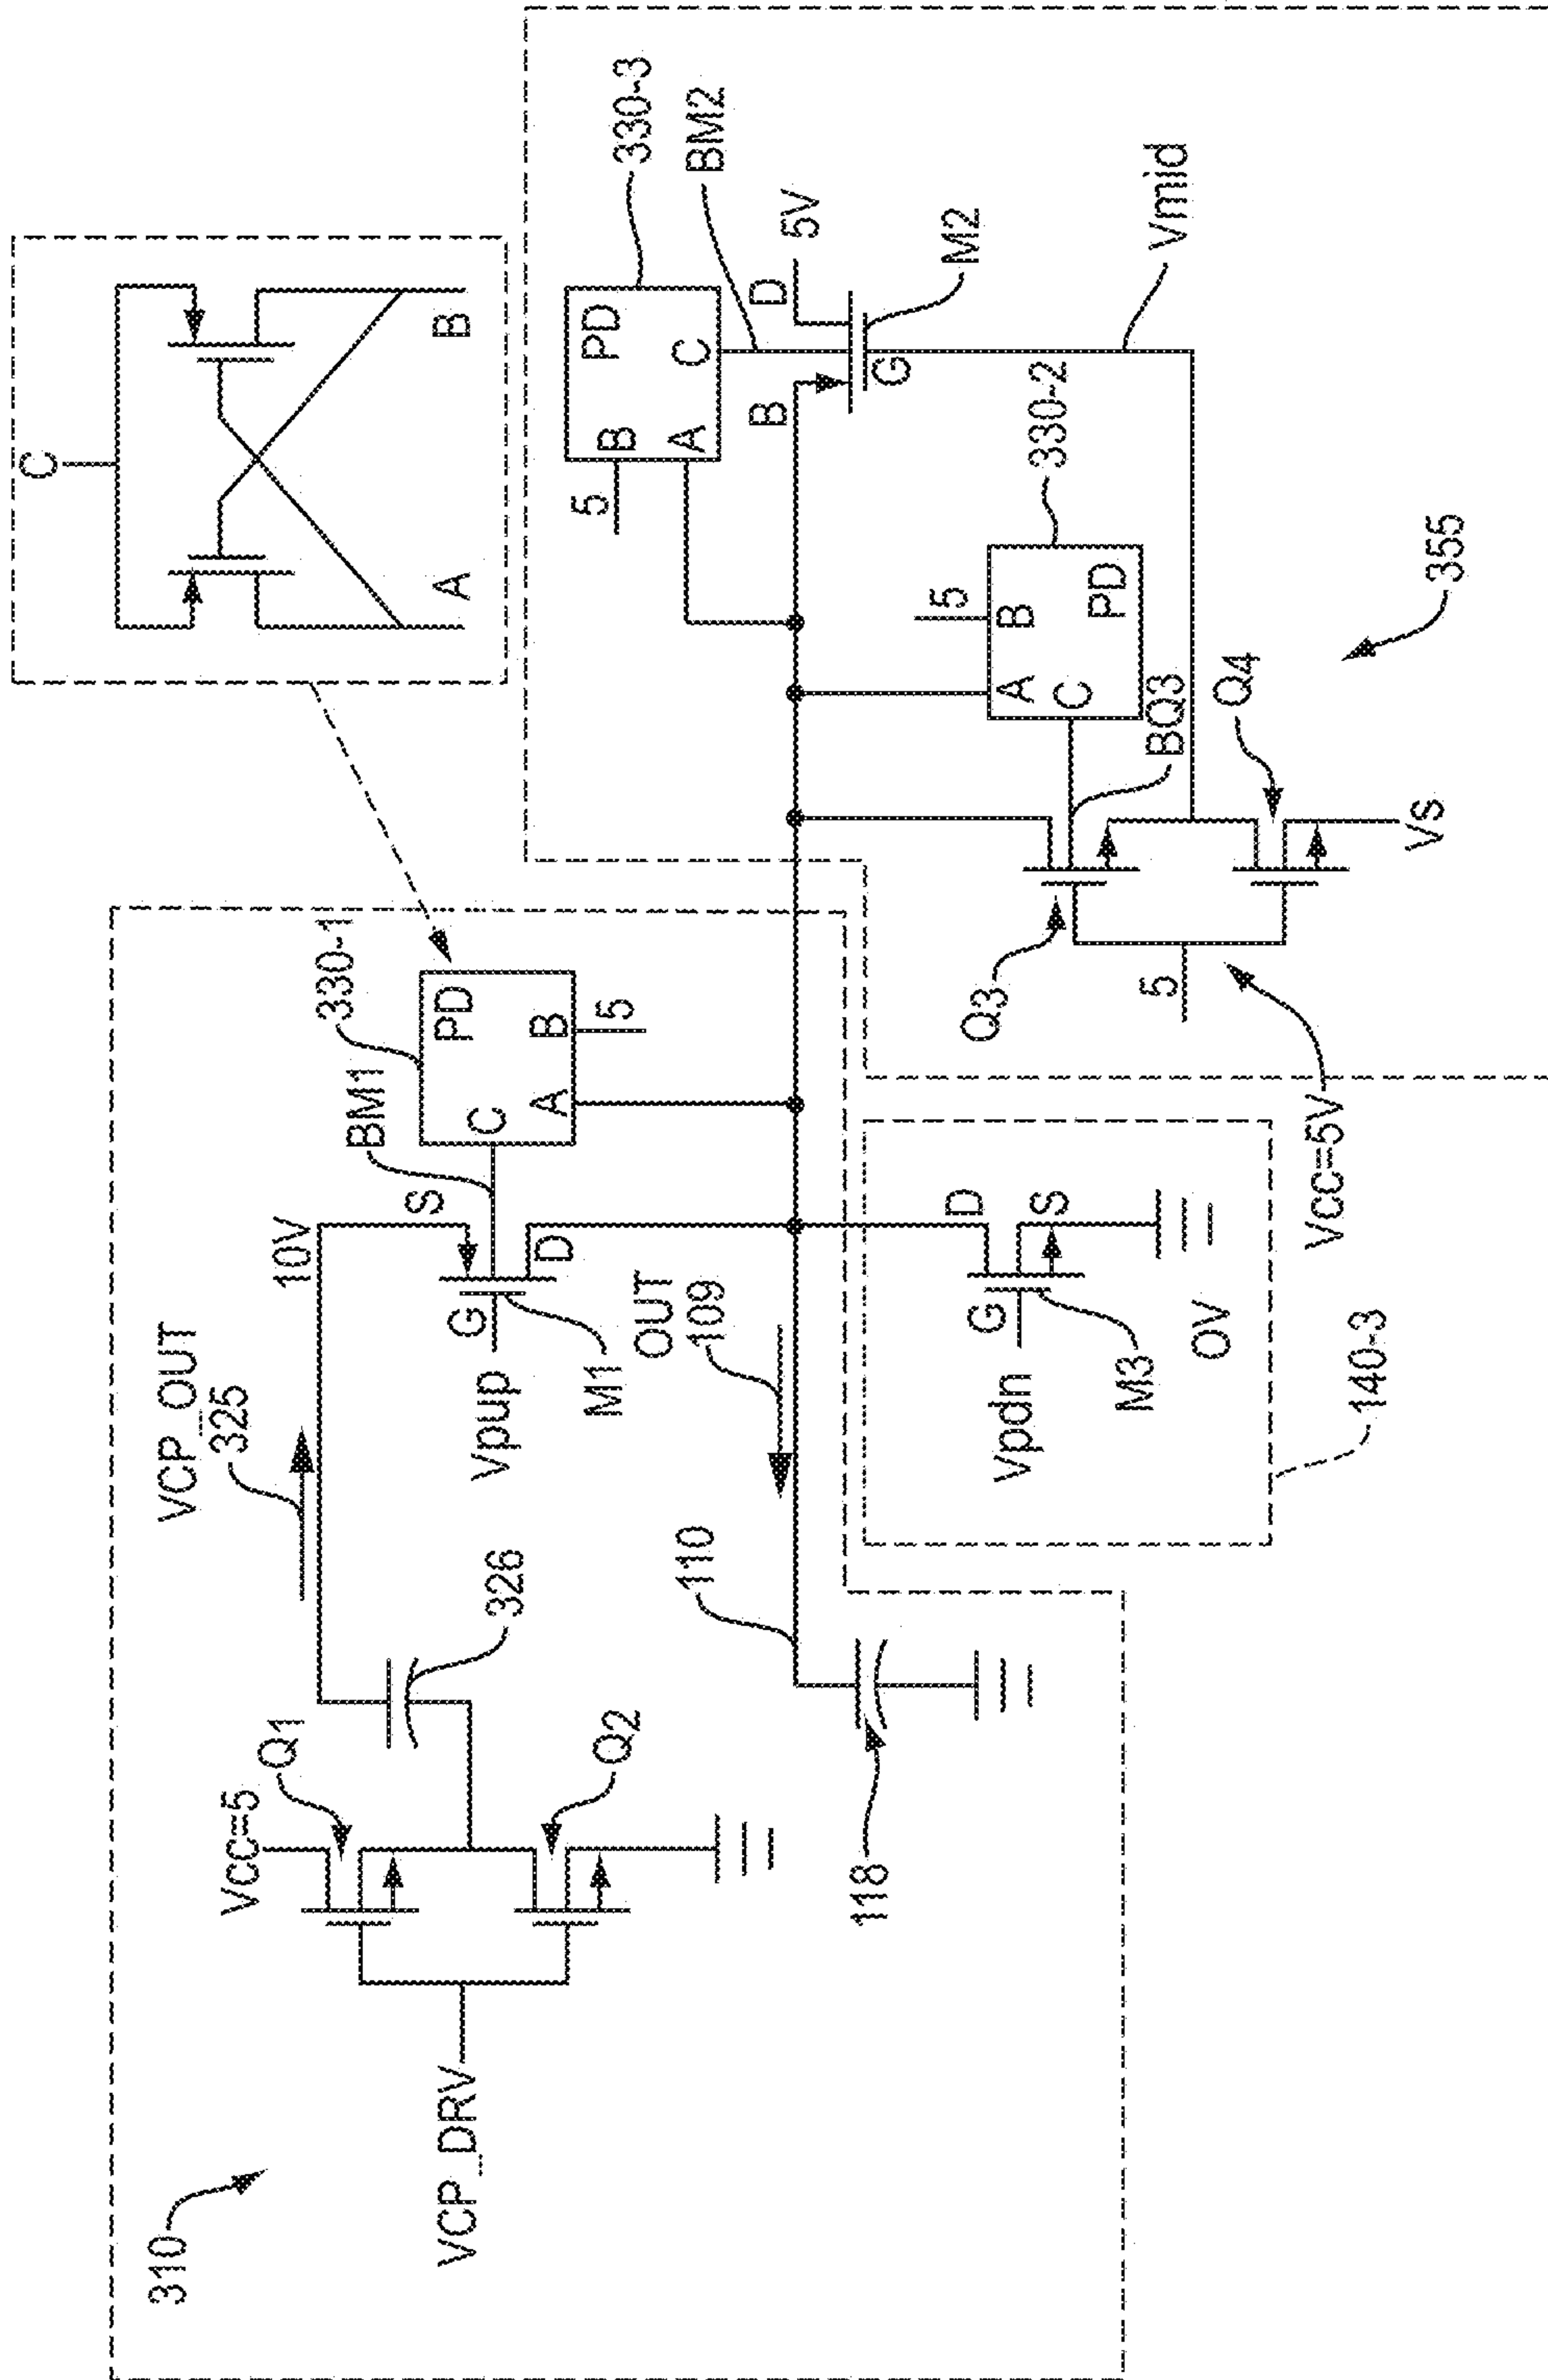 310
VCP_DRV
Vcc=5
Q1
Q2
326
VCP_OUT
325
10V
S
G
D
Vpup
M1
BM1
330-1
PD
C
A
B
5
OUT
109
110
118
D
G
S
Vpdn
M3
0V
140-3
C
A
B
330-3
PD
B
A
C
5
BM2
5V
D
B
G
M2
Vmid
330-2
5
A
B
C
PD
BQ3
Q3
Q4
5
Vs
Vcc=5V
355